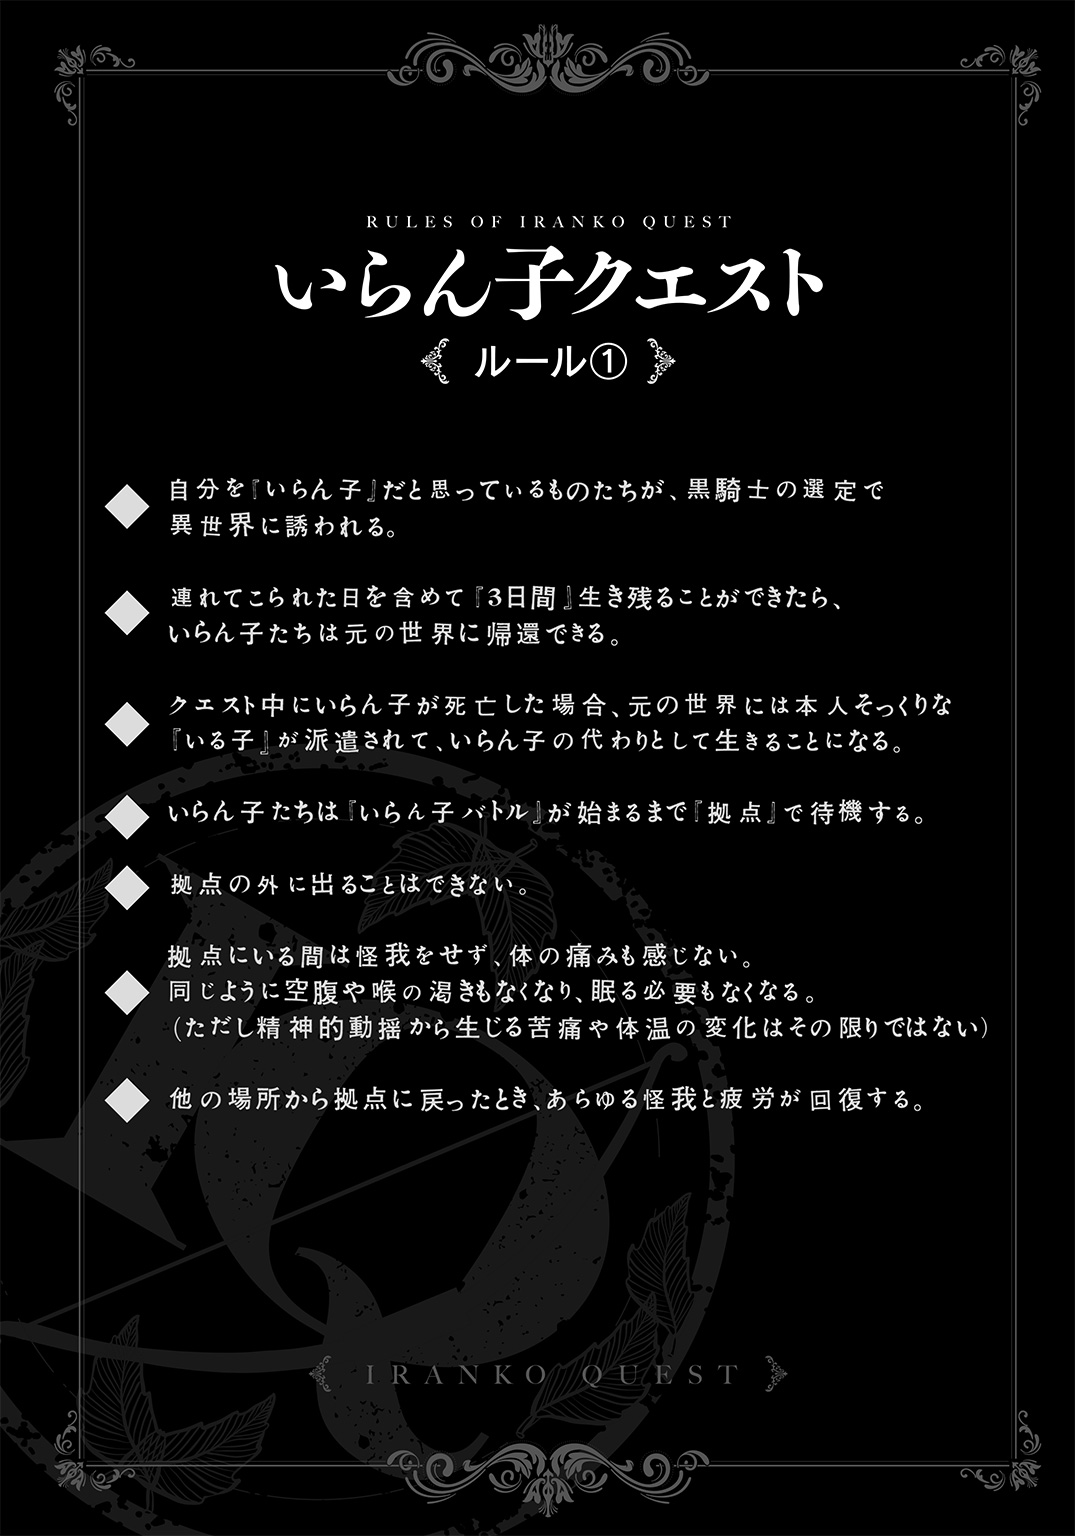 RULES OF IRANKO QUEST
いらん子クエスト
ルール①
自分を『いらん子』だと思っているものたちが、黒騎士の選定で
異世界に誘われる。
連れてこられた日を含めて『3日間』生き残ることができたら、
いらん子たちは元の世界に帰還できる。
クエスト中にいらん子が死亡した場合、元の世界には本人そっくりな
『いる子』が派遣されて、いらん子の代わりとして生きることになる。
いらん子たちは『いらん子バトル』が始まるまで『拠点』で待機する。
拠点の外に出ることはできない。
拠点にいる間は怪我をせず、体の痛みも感じない。
同じように空腹や喉の渇きもなくなり、眠る必要もなくなる。
(ただし精神的動揺から生じる苦痛や体温の変化はその限りではない)
他の場所から拠点に戻ったとき、あらゆる怪我と疲労が回復する。
IRANKO QUEST